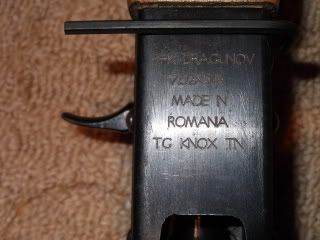 DRAGUNOV
MADE IN
ROMANIA
TG KNOX TN